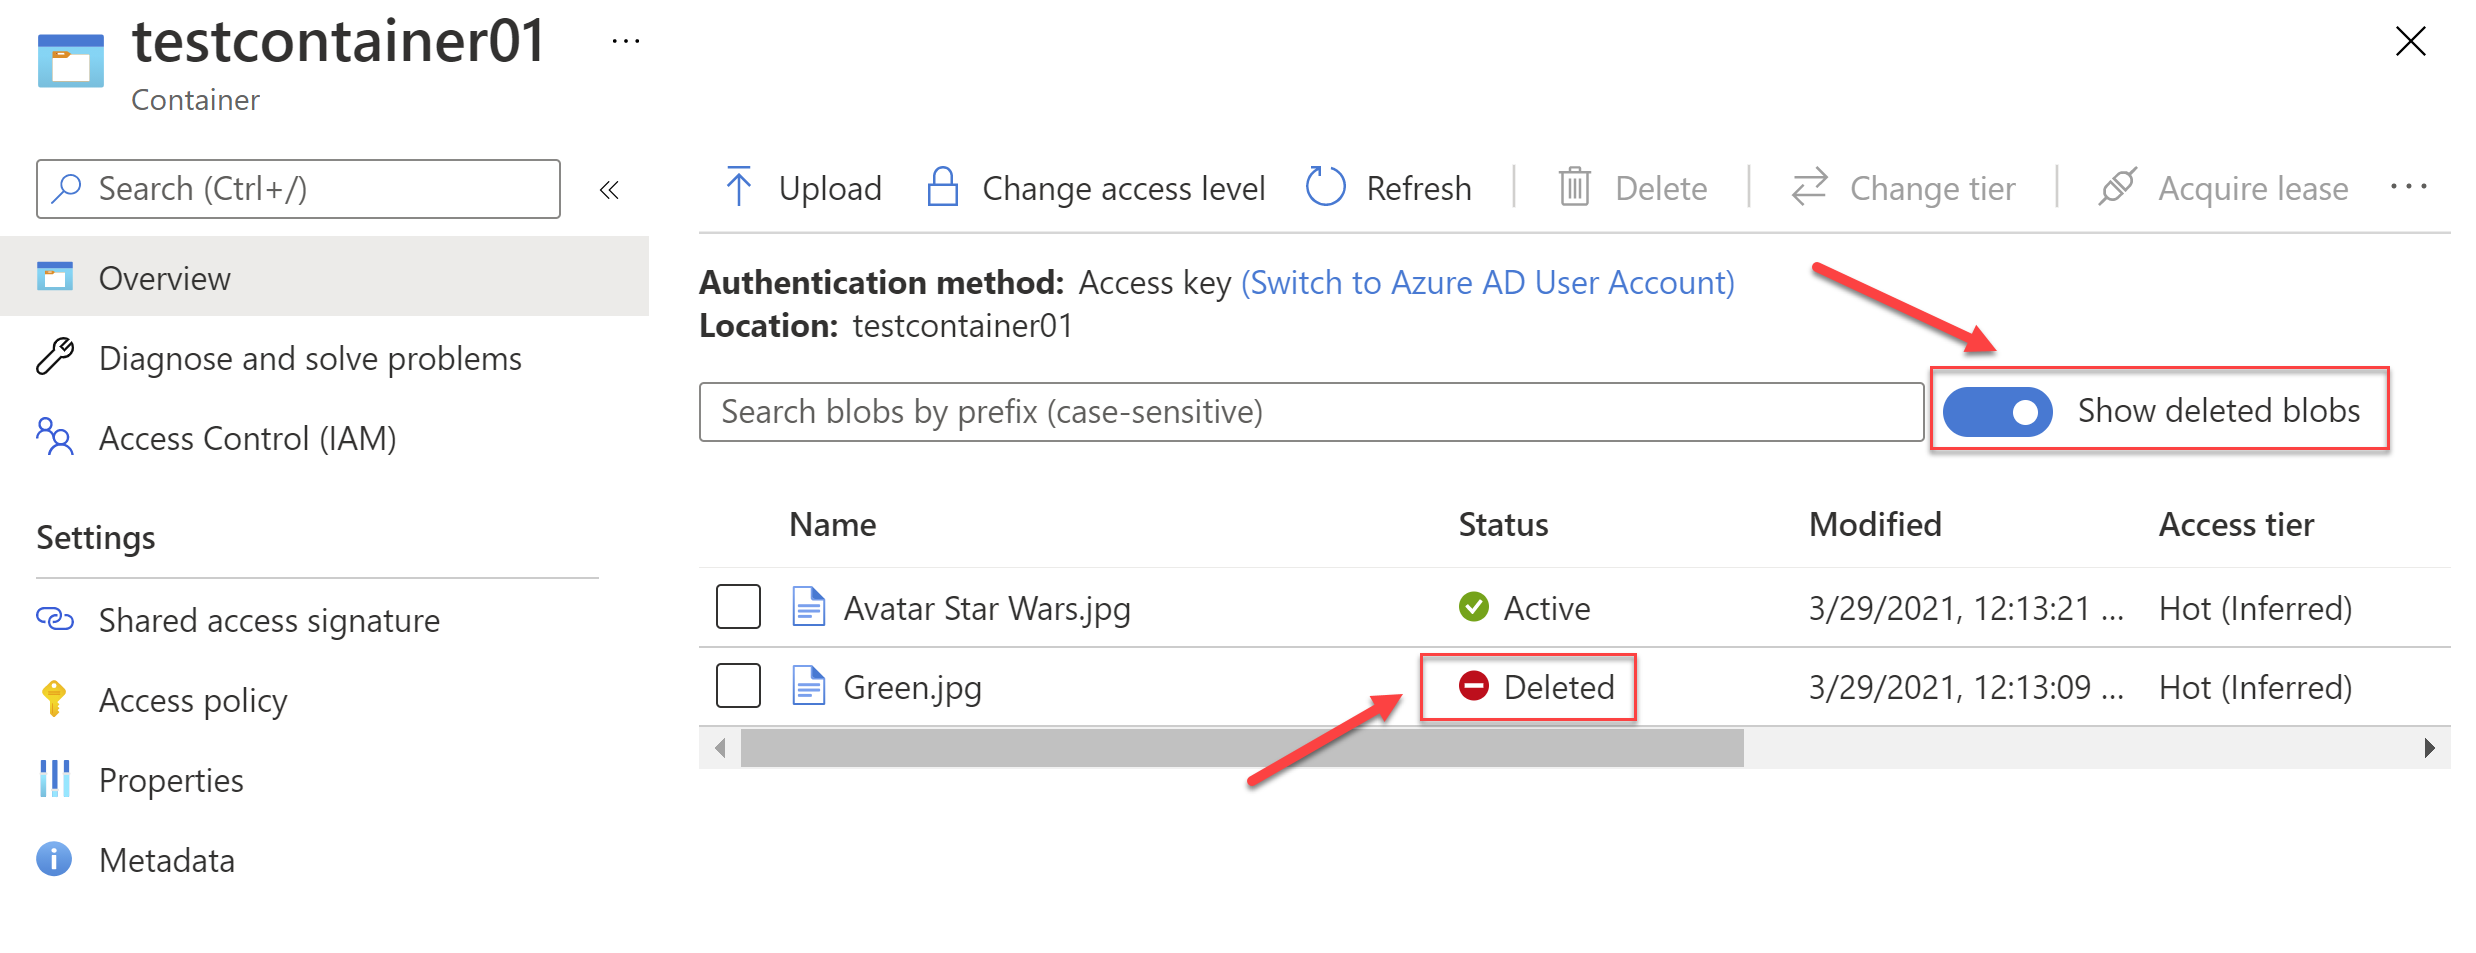 testcontainer01 ...
Container
Search (Ctrl+/) «
Overview
Diagnose and solve problems
Access Control (IAM)
Settings
Shared access signature
Access policy
Properties
Metadata
Upload Change access level Refresh Delete Change tier Acquire lease ...
Authentication method: Access key (Switch to Azure AD User Account)
Location: testcontainer01
Search blobs by prefix (case-sensitive) Show deleted blobs
Name Status Modified Access tier
Avatar Star Wars.jpg Active 3/29/2021, 12:13:21 ... Hot (Inferred)
Green.jpg Deleted 3/29/2021, 12:13:09 ... Hot (Inferred)